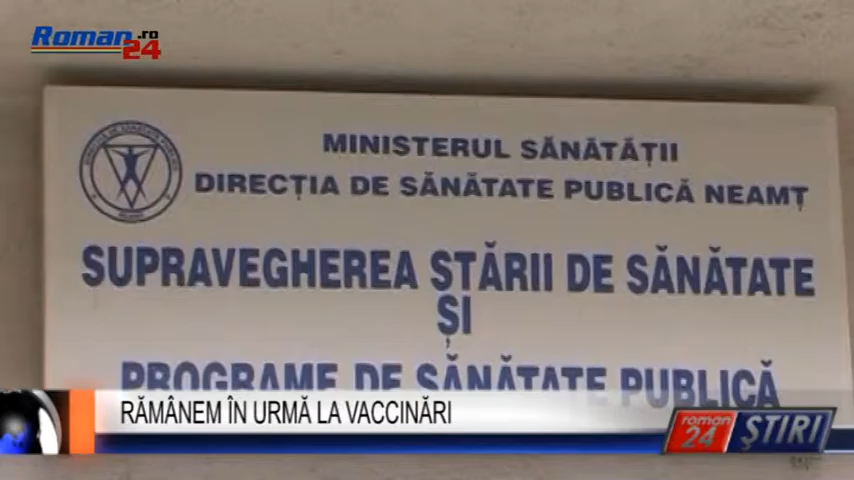 Roman .ro
24
MINISTERUL SĂNĂTĂȚII
DIRECȚIA DE SĂNĂTATE PUBLICĂ NEAMȚ
SUPRAVEGHEREA STĂRII DE SĂNĂTATE
ȘI
PROGRAME DE SĂNĂTATE PUBLICĂ
RĂMÂNEM ÎN URMĂ LA VACCINĂRI
roman
24
ȘTIRI